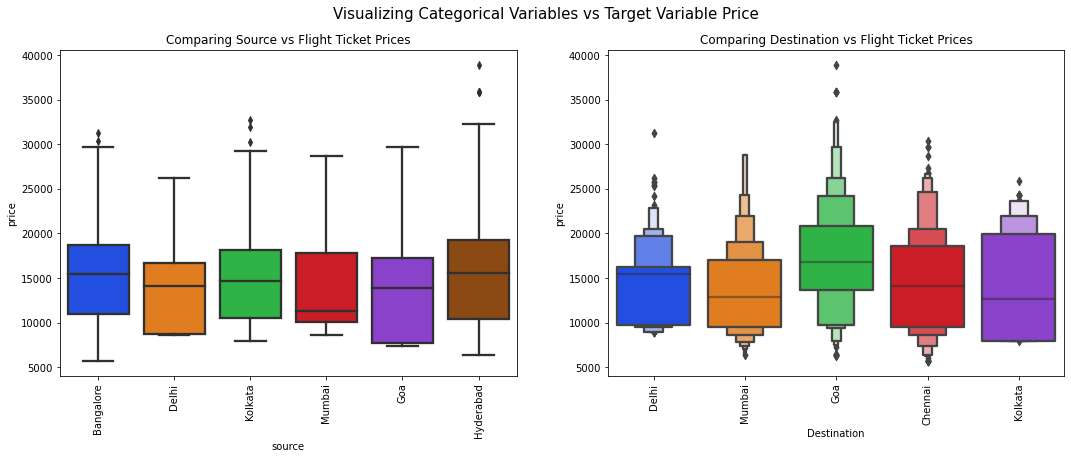 Visualizing Categorical Variables vs Target Variable Price
Comparing Source vs Flight Ticket Prices
40000
35000
30000
25000
20000
15000
10000
5000
price
Bangalore
Delhi
Kolkata
Mumbai
Goa
Hyderabad
source
Comparing Destination vs Flight Ticket Prices
40000
35000
30000
25000
20000
15000
10000
5000
price
Delhi
Mumbai
Goa
Chennai
Kolkata
Destination